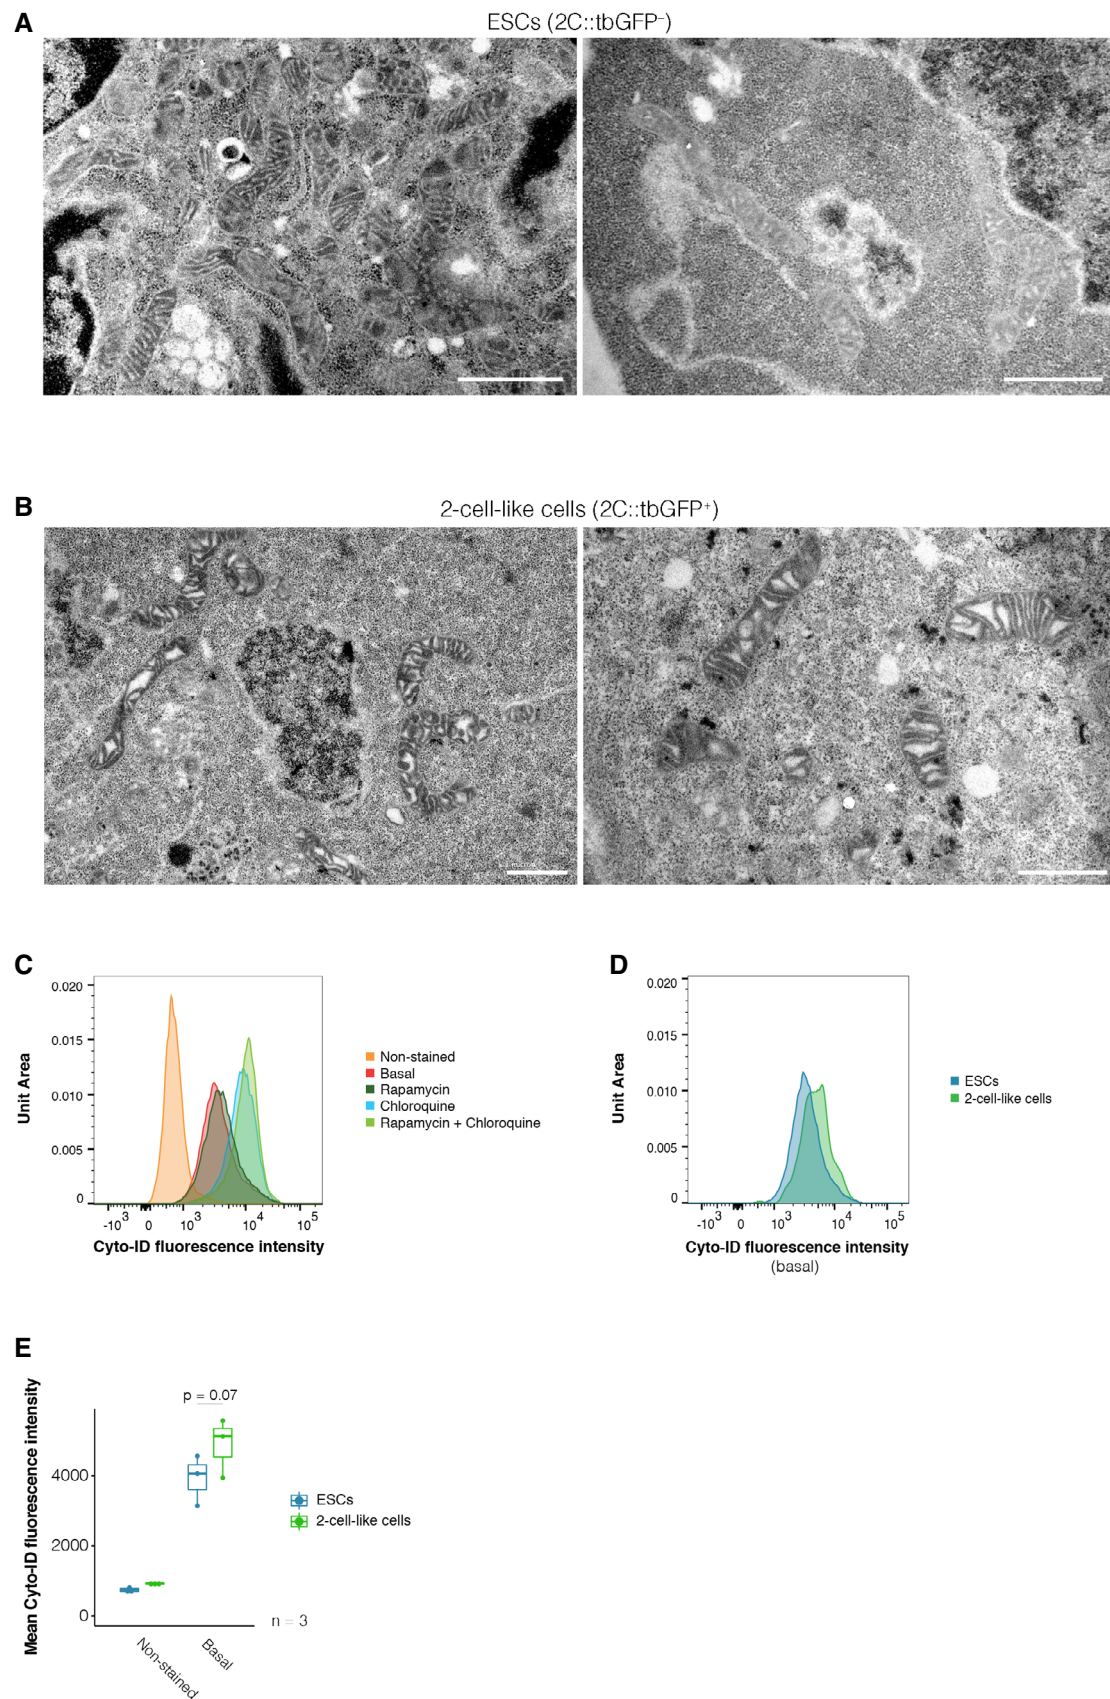 A
ESCs (2C::tbGFP⁻)
B
2-cell-like cells (2C::tbGFP⁺)
C
0.020
0.015
0.010
0.005
0
Unit Area
-10³ 0 10³ 10⁴ 10⁵
Cyto-ID fluorescence intensity
Non-stained
Basal
Rapamycin
Chloroquine
Rapamycin + Chloroquine
D
0.020
0.015
0.010
0.005
0
Unit Area
-10³ 0 10³ 10⁴ 10⁵
Cyto-ID fluorescence intensity
(basal)
ESCs
2-cell-like cells
E
Mean Cyto-ID fluorescence intensity
p = 0.07
4000
2000
0
Non-stained
Basal
ESCs
2-cell-like cells
n = 3